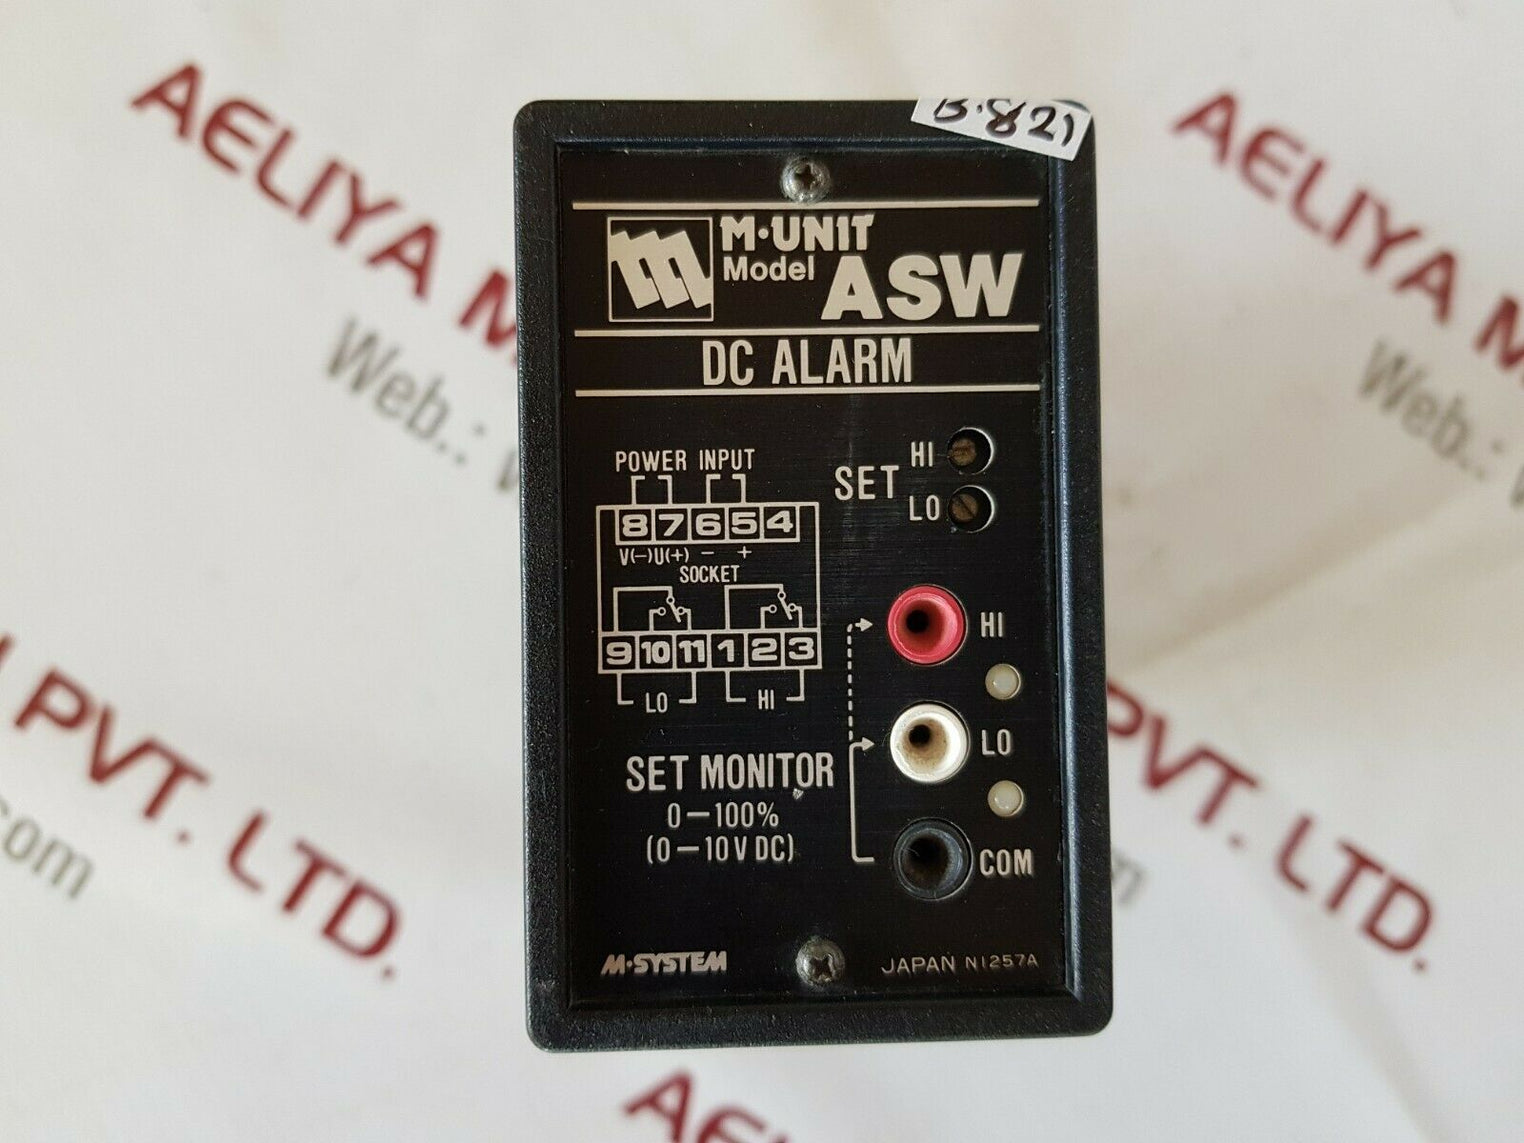 AELIYA M
AELIYA M
Web.:
Web.:
B.821
M·UNIT
Model ASW
DC ALARM
POWER INPUT
8 7 6 5 4
V(−)U(+) − +
SOCKET
9 10 11 1 2 3
LO HI
SET HI
LO
HI
LO
COM
SET MONITOR
0−100%
(0−10V DC)
M·SYSTEM
JAPAN N1257A
PVT. LTD.
PVT. LTD.
com
AEL